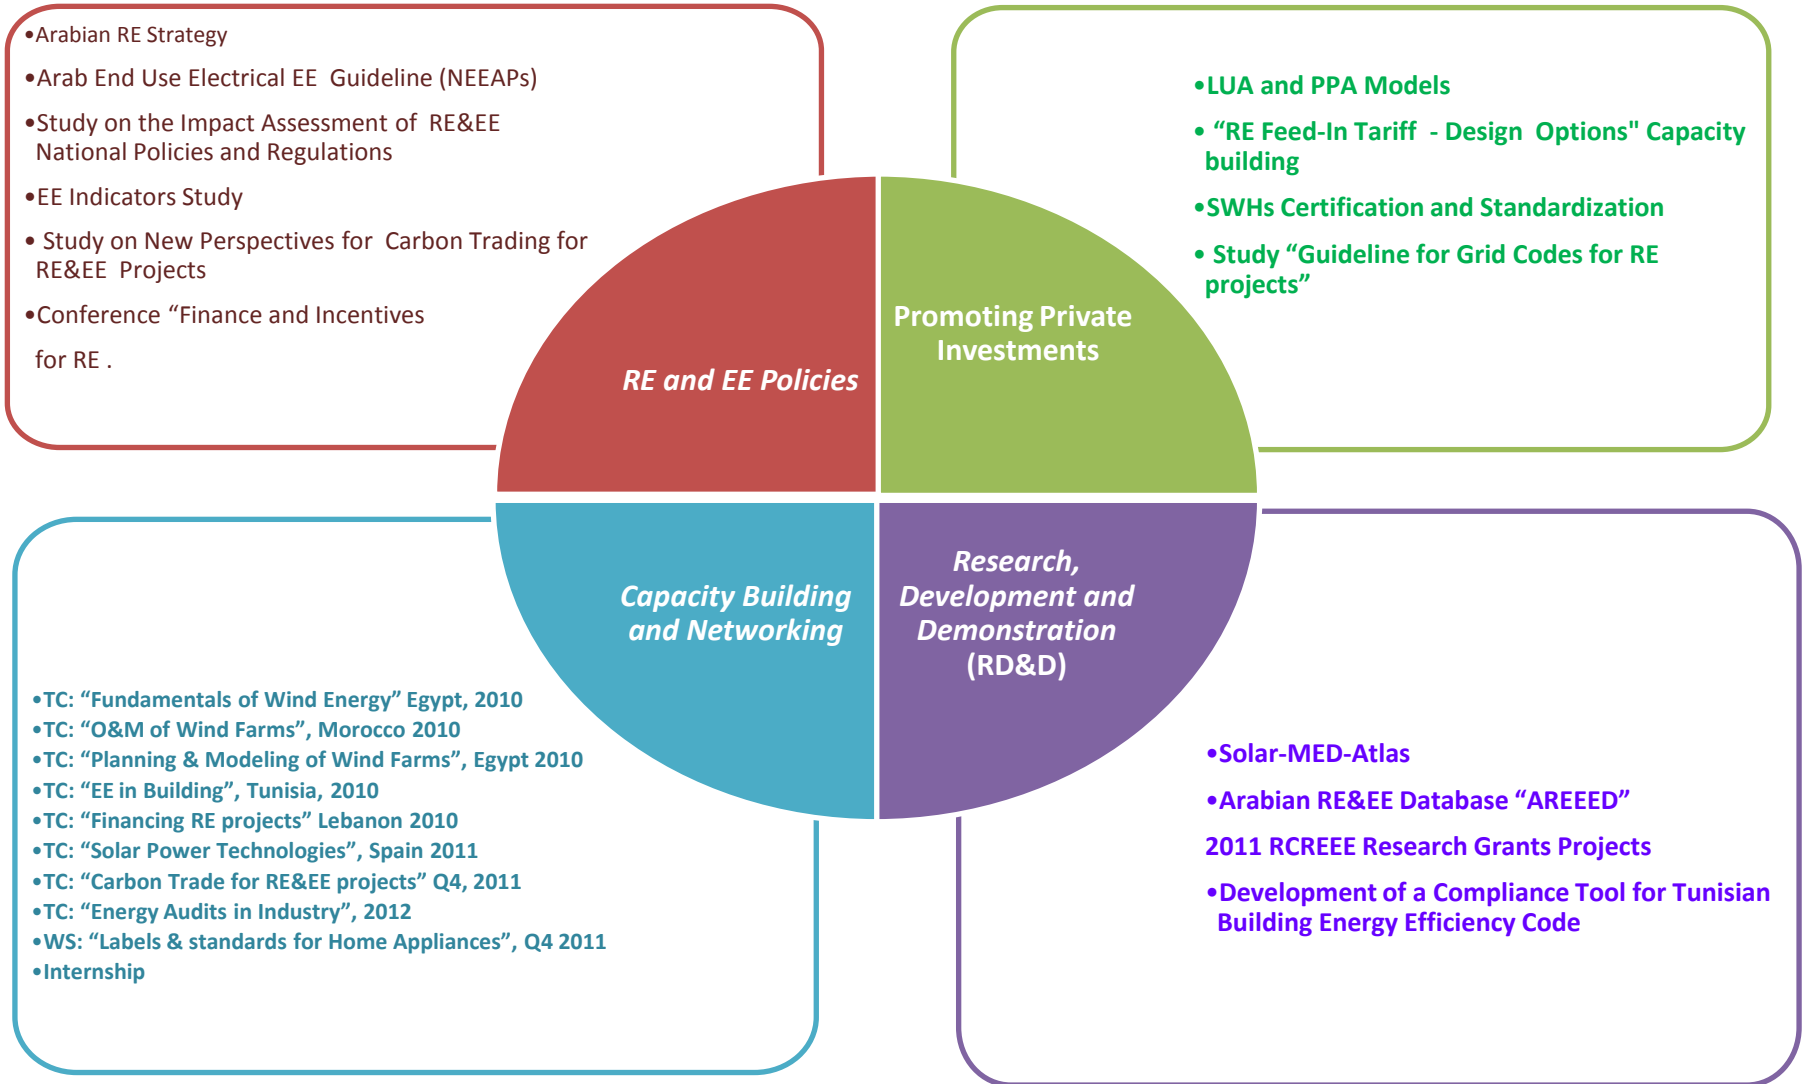 •Arabian RE Strategy
•Arab End Use Electrical EE Guideline (NEEAPs)
•Study on the Impact Assessment of RE&EE
National Policies and Regulations
•EE Indicators Study
• Study on New Perspectives for Carbon Trading for
RE&EE Projects
•Conference “Finance and Incentives
for RE .
RE and EE Policies
•LUA and PPA Models
• “RE Feed-In Tariff - Design Options" Capacity
building
•SWHs Certification and Standardization
• Study “Guideline for Grid Codes for RE
projects”
Promoting Private
Investments
Capacity Building
and Networking
•TC: “Fundamentals of Wind Energy” Egypt, 2010
•TC: “O&M of Wind Farms”, Morocco 2010
•TC: “Planning & Modeling of Wind Farms”, Egypt 2010
•TC: “EE in Building”, Tunisia, 2010
•TC: “Financing RE projects” Lebanon 2010
•TC: “Solar Power Technologies”, Spain 2011
•TC: “Carbon Trade for RE&EE projects” Q4, 2011
•TC: “Energy Audits in Industry”, 2012
•WS: “Labels & standards for Home Appliances”, Q4 2011
•Internship
Research,
Development and
Demonstration
(RD&D)
•Solar-MED-Atlas
•Arabian RE&EE Database “AREEED”
2011 RCREEE Research Grants Projects
•Development of a Compliance Tool for Tunisian
Building Energy Efficiency Code